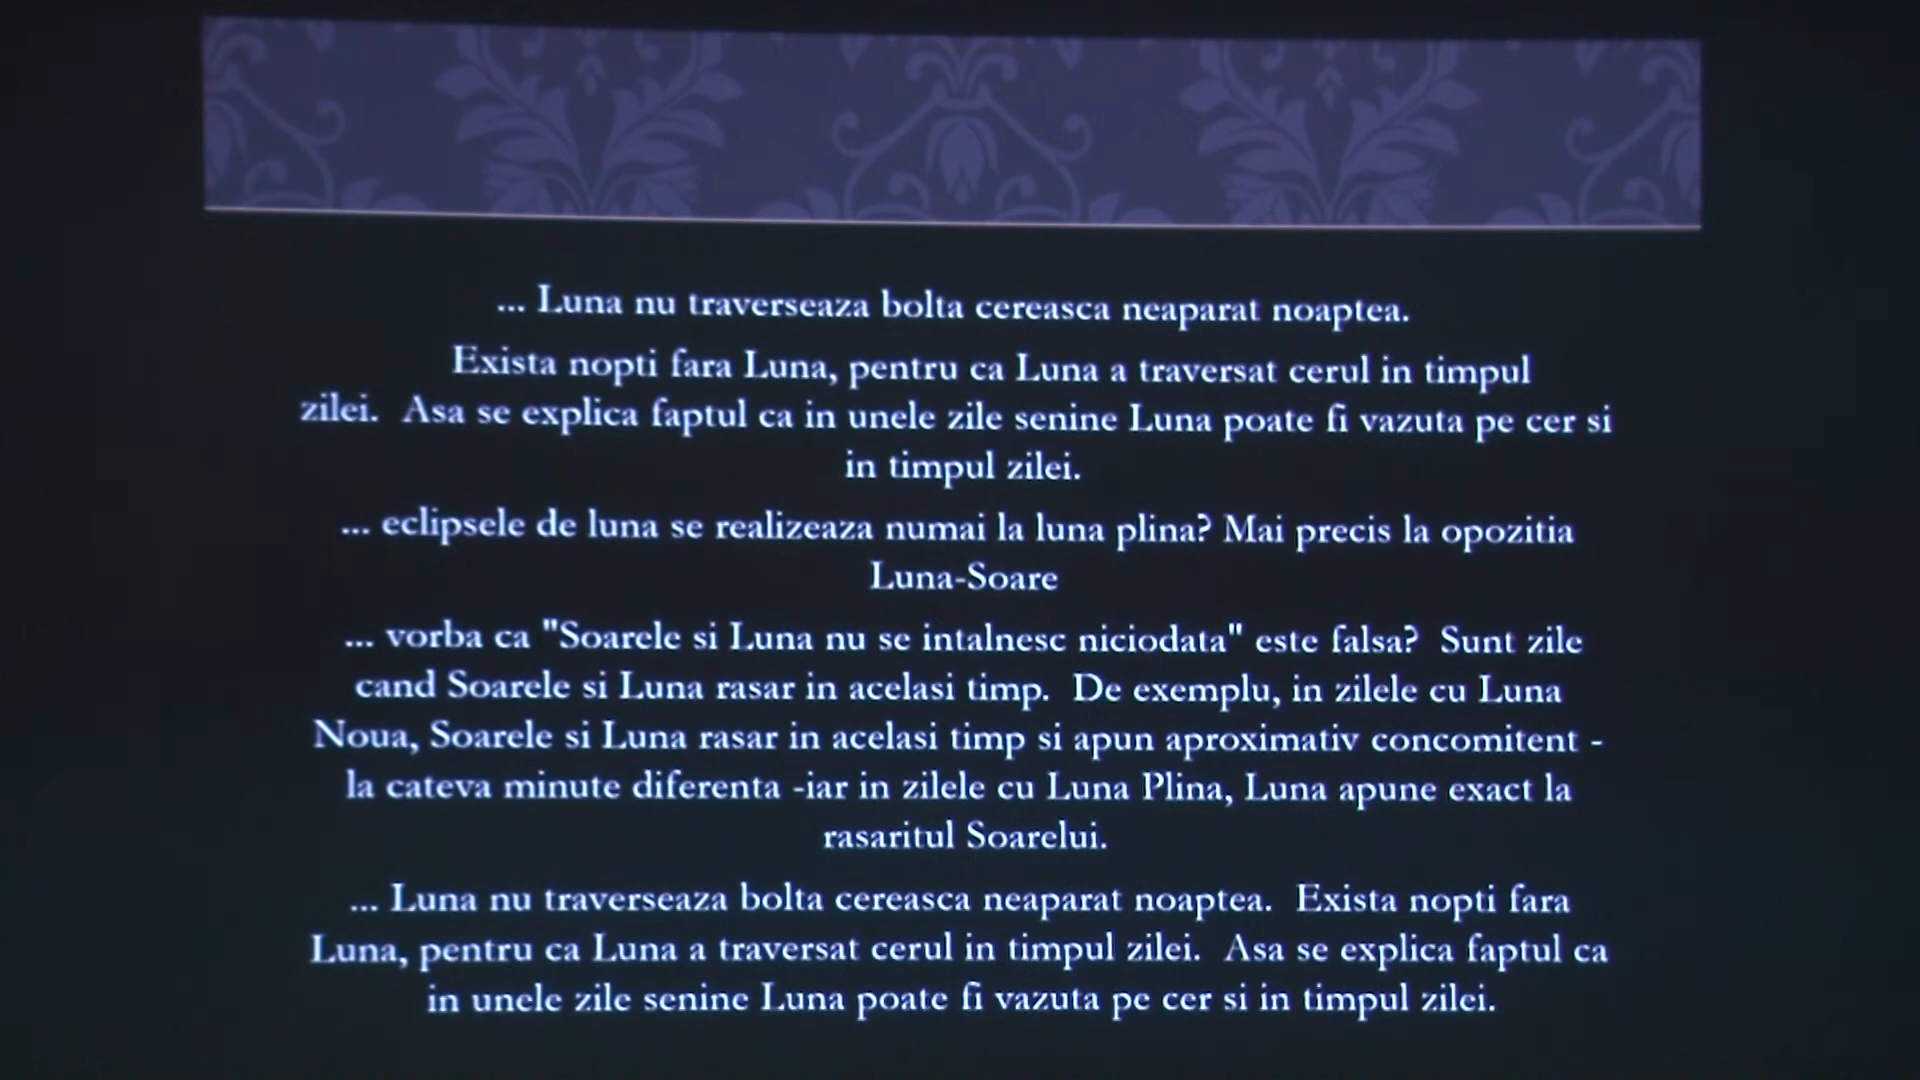 ... Luna nu traverseaza bolta cereasca neaparat noaptea.
Exista nopti fara Luna, pentru ca Luna a traversat cerul in timpul
zilei. Asa se explica faptul ca in unele zile senine Luna poate fi vazuta pe cer si
in timpul zilei.
... eclipsele de luna se realizeaza numai la luna plina? Mai precis la opozitia
Luna-Soare
... vorba ca "Soarele si Luna nu se intalnesc niciodata" este falsa? Sunt zile
cand Soarele si Luna rasar in acelasi timp. De exemplu, in zilele cu Luna
Noua, Soarele si Luna rasar in acelasi timp si apun aproximativ concomitent -
la cateva minute diferenta -iar in zilele cu Luna Plina, Luna apune exact la
rasaritul Soarelui.
... Luna nu traverseaza bolta cereasca neaparat noaptea. Exista nopti fara
Luna, pentru ca Luna a traversat cerul in timpul zilei. Asa se explica faptul ca
in unele zile senine Luna poate fi vazuta pe cer si in timpul zilei.